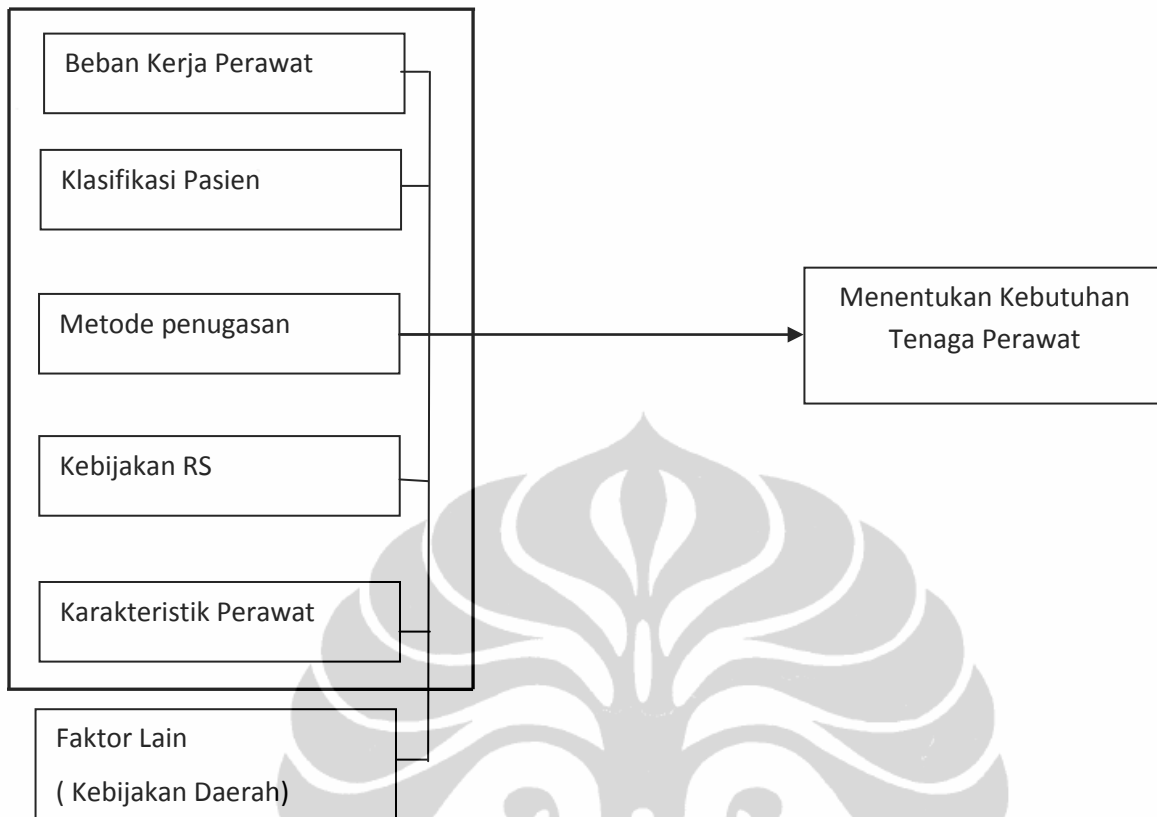 Beban Kerja Perawat
Klasifikasi Pasien
Metode penugasan
Menentukan Kebutuhan
Tenaga Perawat
Kebijakan RS
Karakteristik Perawat
Faktor Lain
( Kebijakan Daerah)